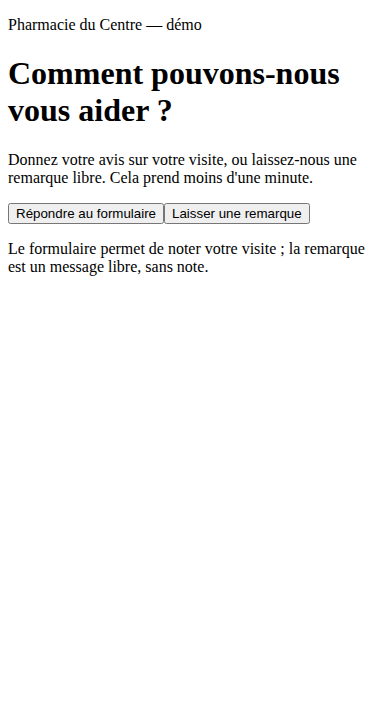 Pharmacie du Centre — démo
Comment pouvons-nous
vous aider ?
Donnez votre avis sur votre visite, ou laissez-nous une
remarque libre. Cela prend moins d'une minute.
Répondre au formulaire Laisser une remarque
Le formulaire permet de noter votre visite ; la remarque
est un message libre, sans note.